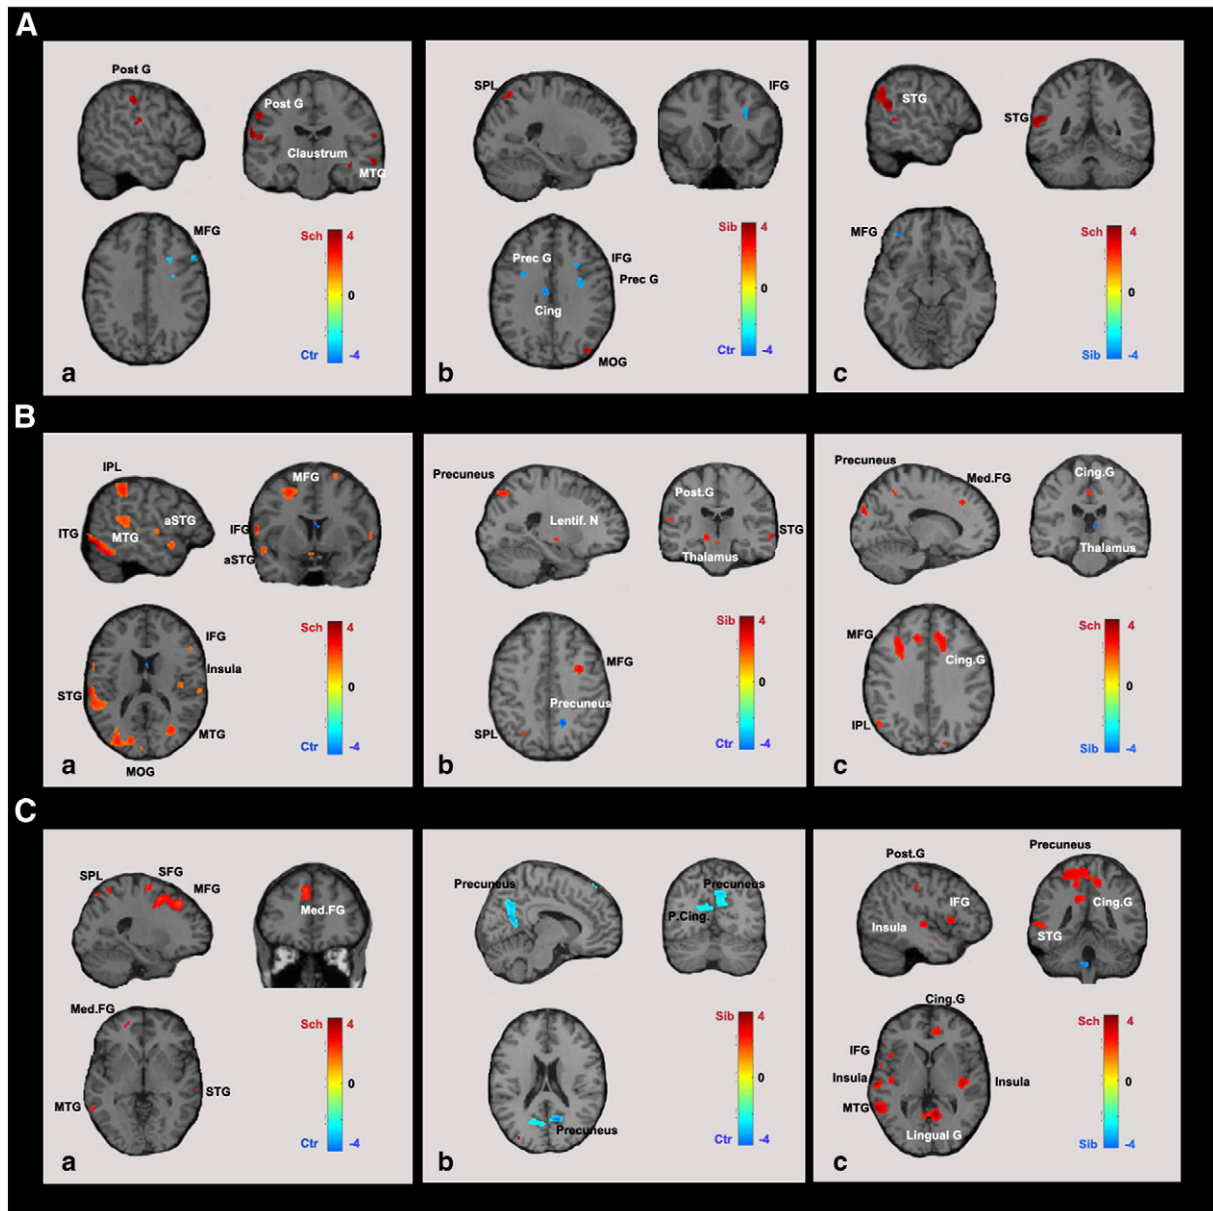 A
Post G
Post G
Claustrum
MTG
MFG
Sch 4
0
Ctr -4
a
SPL
IFG
Prec G
IFG
Prec G
Cing
MOG
Sib 4
0
Ctr -4
b
STG
STG
MFG
Sch 4
0
Sib -4
c
B
IPL
ITG
MTG
aSTG
MFG
IFG
aSTG
IFG
Insula
STG
MTG
MOG
Sch 4
0
Ctr -4
a
Precuneus
Lentif. N
Post.G
STG
Thalamus
MFG
Precuneus
SPL
Sib 4
0
Ctr -4
b
Precuneus
Med.FG
Cing.G
Thalamus
MFG
Cing.G
IPL
Sch 4
0
Sib -4
c
C
SPL
SFG
MFG
Med.FG
Med.FG
STG
MTG
Sch 4
0
Ctr -4
a
Precuneus
Precuneus
P.Cing.
Precuneus
Sib 4
0
Ctr -4
b
Post.G
IFG
Insula
Precuneus
Cing.G
STG
Cing.G
IFG
Insula
Insula
MTG
Lingual G
Sch 4
0
Sib -4
c